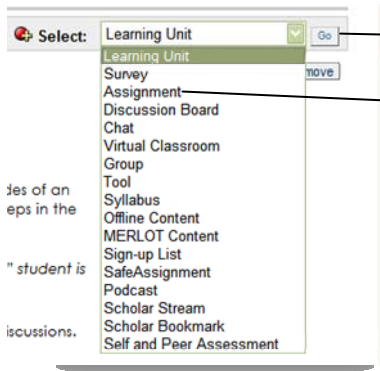 Select: Learning Unit Go
Learning Unit
Survey move
Assignment
Discussion Board
Chat
Virtual Classroom
Group
Tool
des of an Syllabus
eps in the Offline Content
MERLOT Content
Sign-up List
" student is SafeAssignment
Podcast
Scholar Stream
iscussions. Scholar Bookmark
Self and Peer Assessment